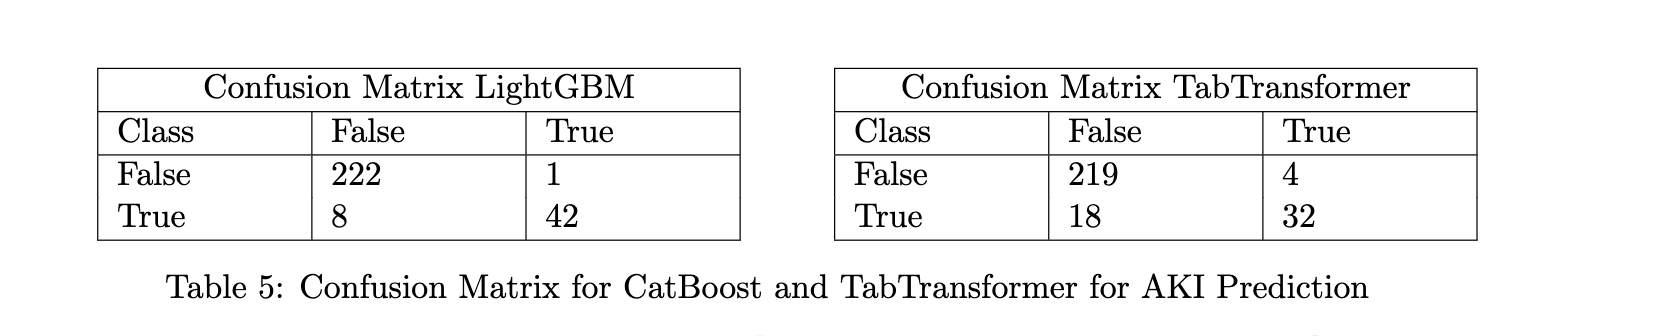 Confusion Matrix LightGBM
Class False True
False 222 1
True 8 42
Confusion Matrix TabTransformer
Class False True
False 219 4
True 18 32
Table 5: Confusion Matrix for CatBoost and TabTransformer for AKI Prediction